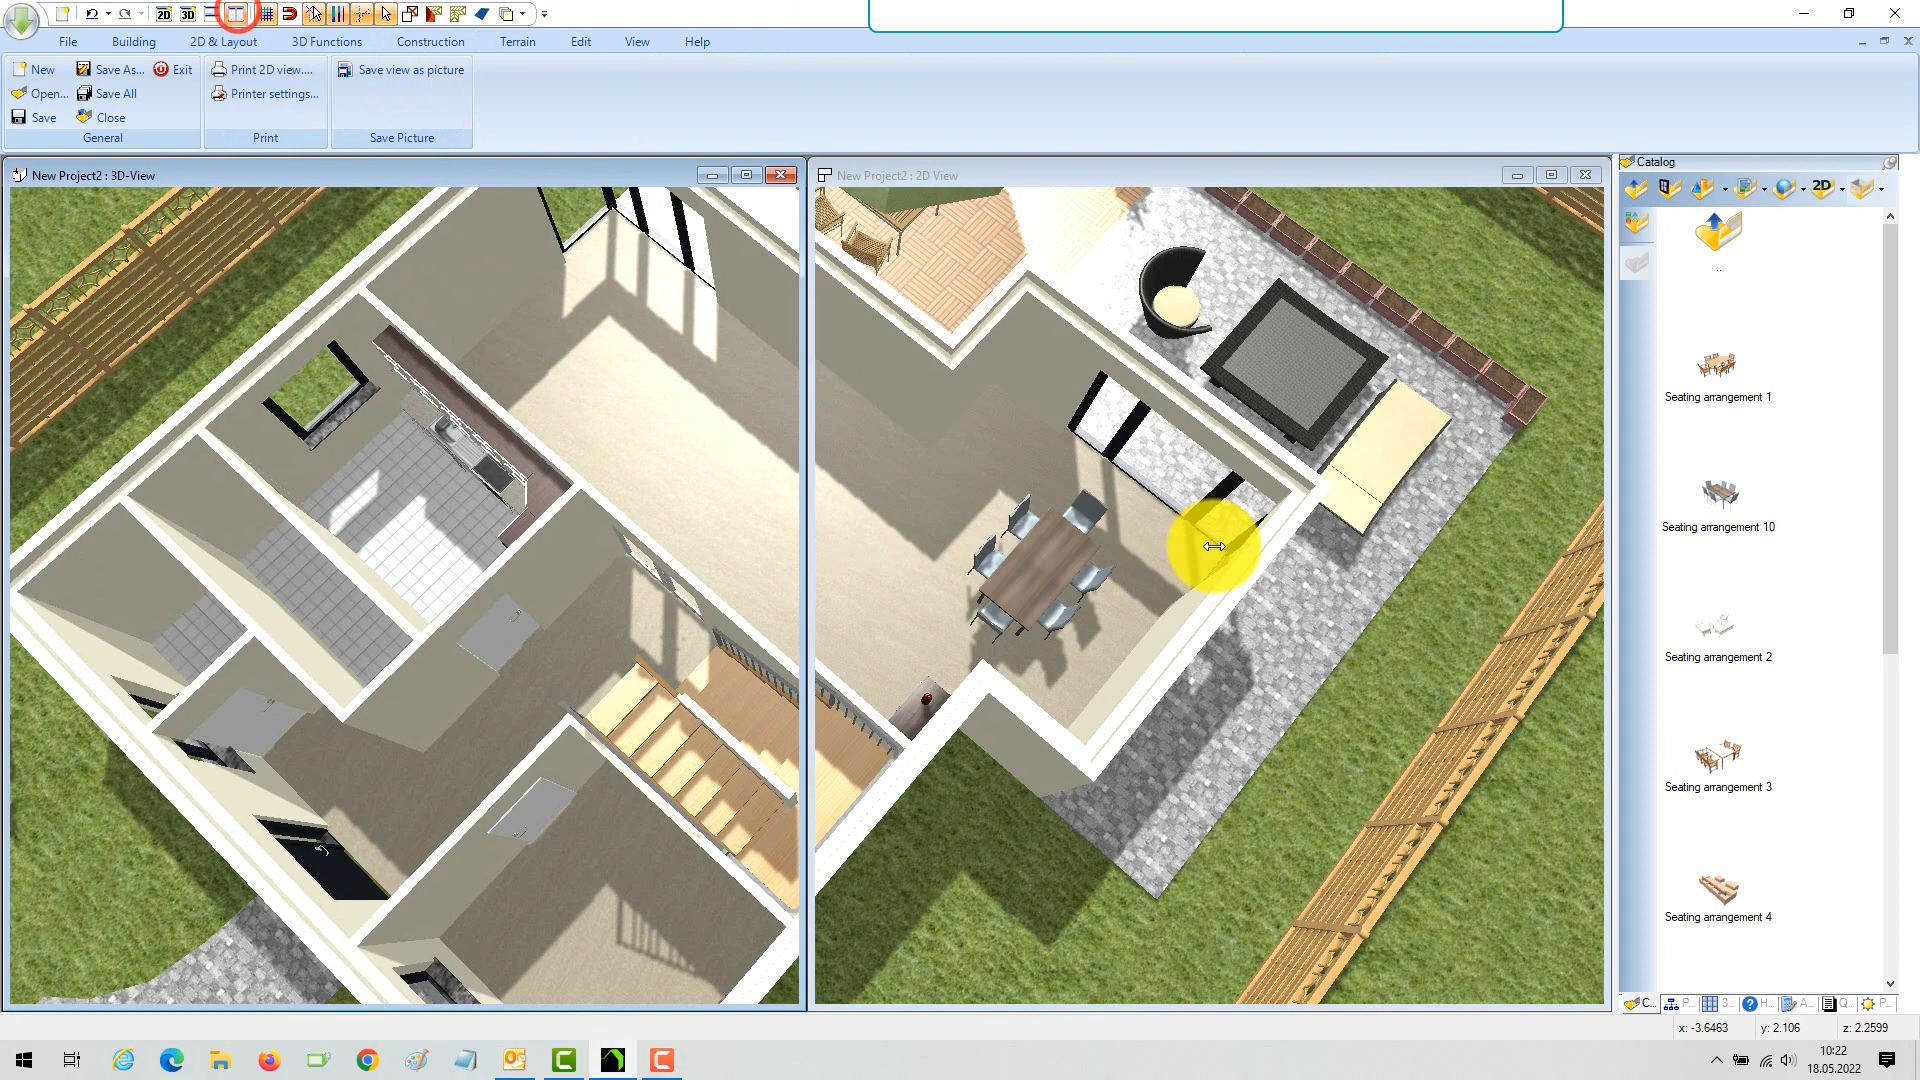 2D 3D
File Building 2D & Layout 3D Functions Construction Terrain Edit View Help
New Save As... Exit Print 2D view.... Save view as picture
Open... Save All Printer settings...
Save Close
General Print Save Picture
New Project2 : 3D-View New Project2 : 2D View Catalog
2D
..
Seating arrangement 1
Seating arrangement 10
Seating arrangement 2
Seating arrangement 3
Seating arrangement 4
C... P... 3... H... A... Q... P...
x: -3.6463 y: 2.106 z: 2.2599
10:22
18.05.2022